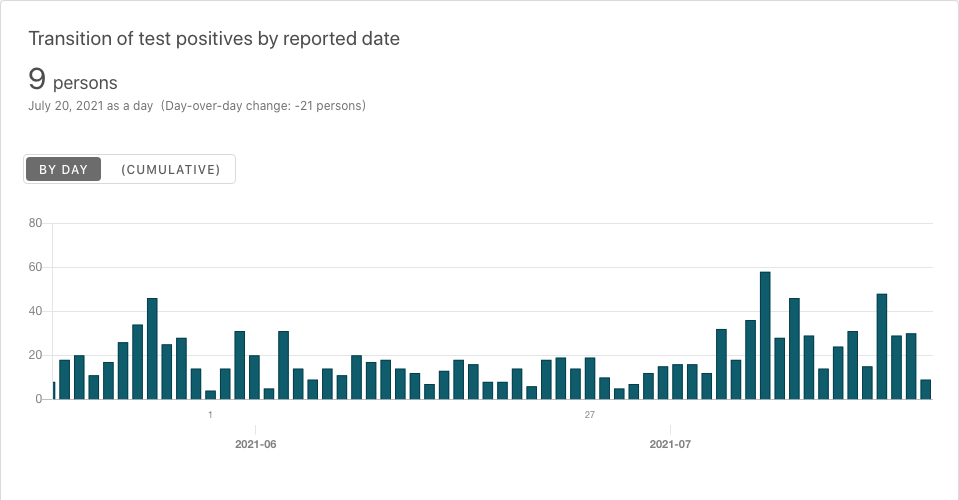 Transition of test positives by reported date
9 persons
July 20, 2021 as a day (Day-over-day change: -21 persons)
BY DAY (CUMULATIVE)
80
60
40
20
0
1 27
2021-06 2021-07